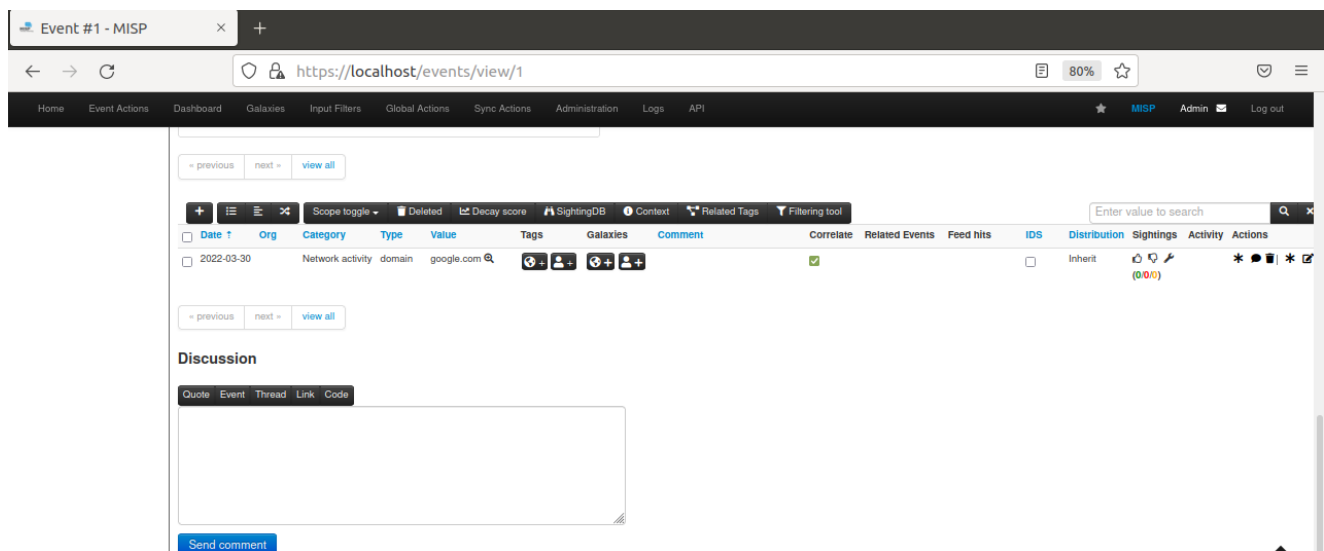 Event #1 - MISP
https://localhost/events/view/1
80%
Home Event Actions Dashboard Galaxies Input Filters Global Actions Sync Actions Administration Logs API MISP Admin Log out
« previous next » view all
Scope toggle Deleted Decay score SightingDB Context Related Tags Filtering tool Enter value to search
Date Org Category Type Value Tags Galaxies Comment Correlate Related Events Feed hits IDS Distribution Sightings Activity Actions
2022-03-30 Network activity domain google.com Inherit
(0/0/0)
« previous next » view all
Discussion
Quote Event Thread Link Code
Send comment